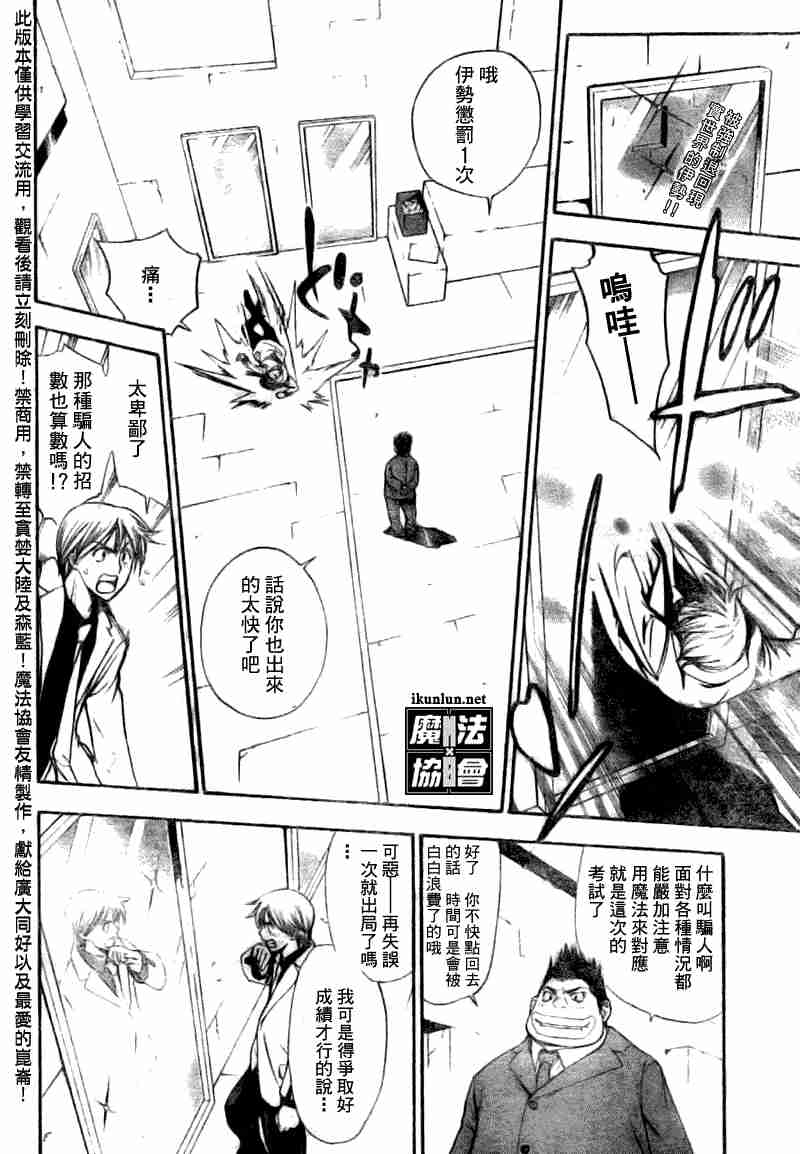 被強制退回現
實世界的伊勢!!
嗚哇——
ドサ
哦
伊勢懲罰1次
痛…
話說你也出來
的太快了吧
太卑鄙了
那種騙人的招
數也算數嗎!?
什麼叫騙人啊
面對各種情況都
能嚴加注意
用魔法來對應
就是這次的
考試了
好了 你不快點回去
的話 時間可是會被
白白浪費了的哦
可惡——再失誤
一次就出局了嗎
…
我可是得爭取好
成績才行的說…
ikunlun.net
魔法
協會
此版本僅供學習交流用，觀看後請立刻刪除！禁商用，禁轉至貪婪大陸及森藍！魔法協會友情製作，獻給廣大同好以及最愛的崑崙！